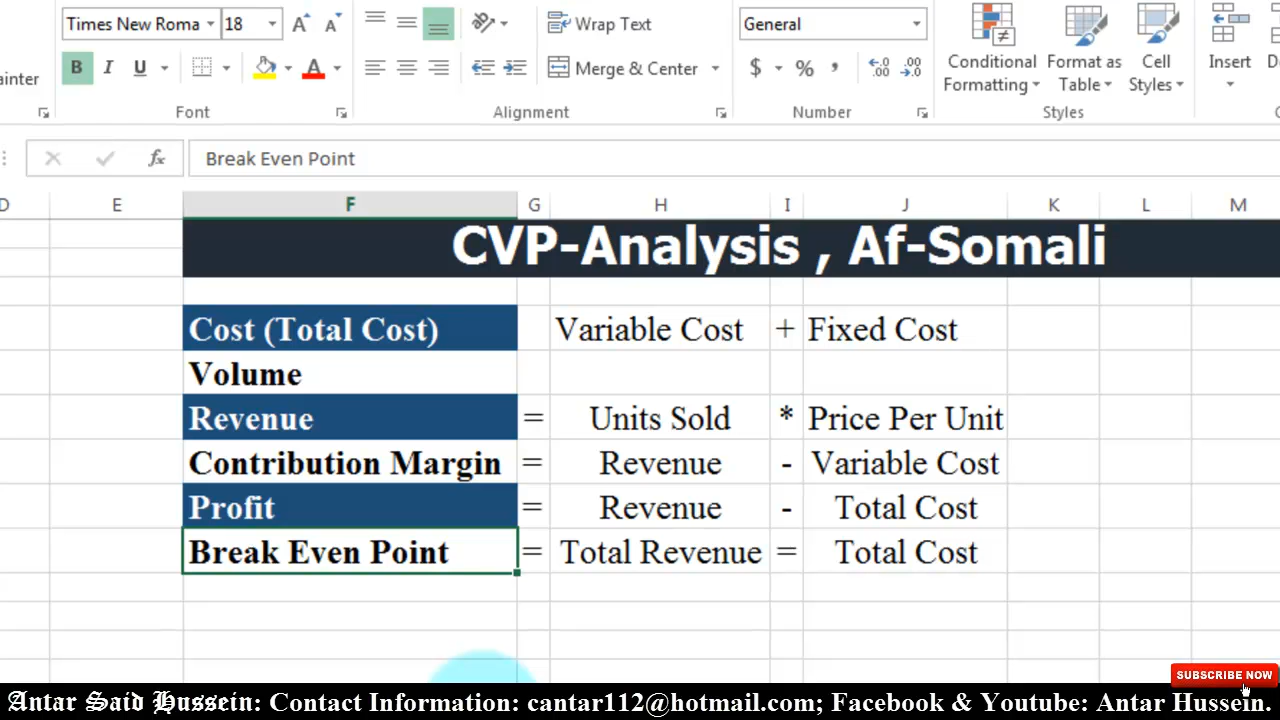 Times New Roma 18 Wrap Text General
ainter B I U Merge & Center $ % , Conditional Formatting Format as Table Cell Styles Insert
Font Alignment Number Styles
fx Break Even Point
D E F G H I J K L M
CVP-Analysis , Af-Somali
Cost (Total Cost) Variable Cost + Fixed Cost
Volume
Revenue = Units Sold * Price Per Unit
Contribution Margin = Revenue - Variable Cost
Profit = Revenue - Total Cost
Break Even Point = Total Revenue = Total Cost
SUBSCRIBE NOW
Antar Said Hussein: Contact Information: cantar112@hotmail.com; Facebook & Youtube: Antar Hussein.